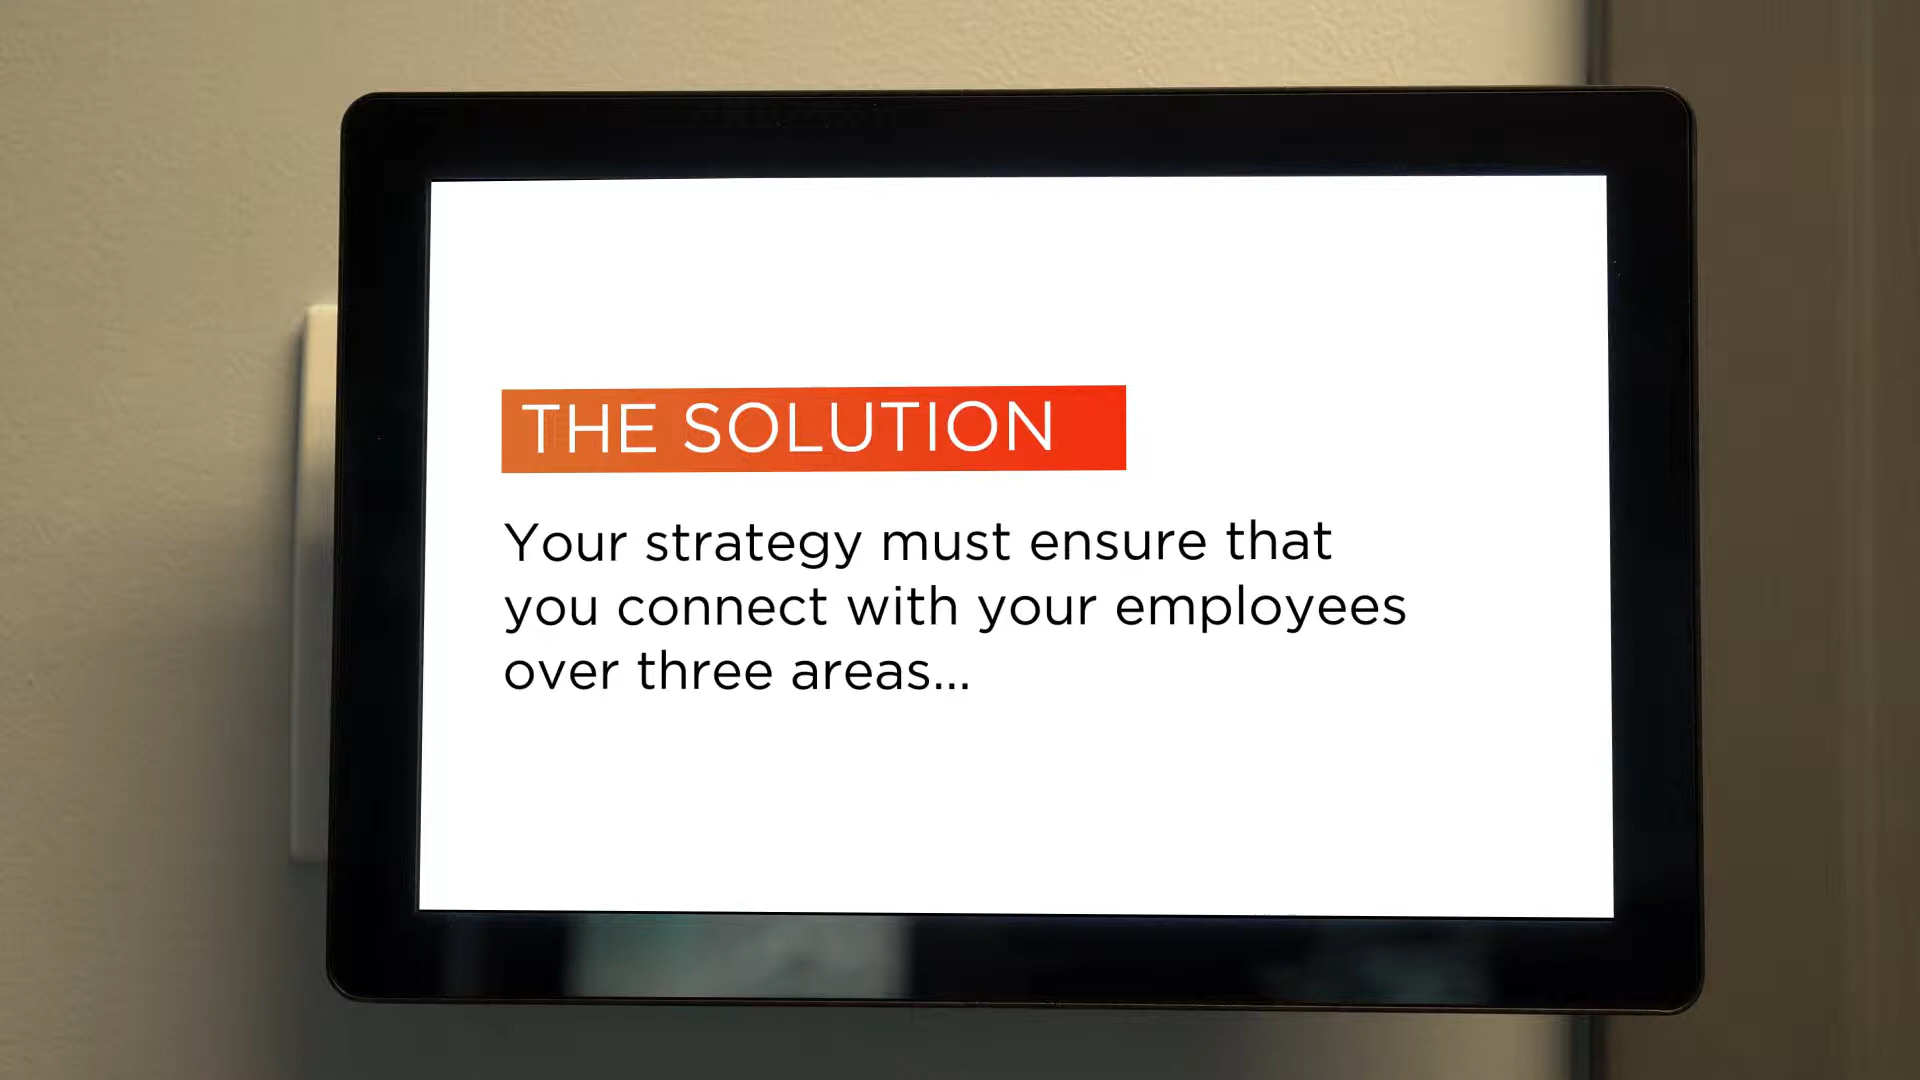 THE SOLUTION
Your strategy must ensure that
you connect with your employees
over three areas...